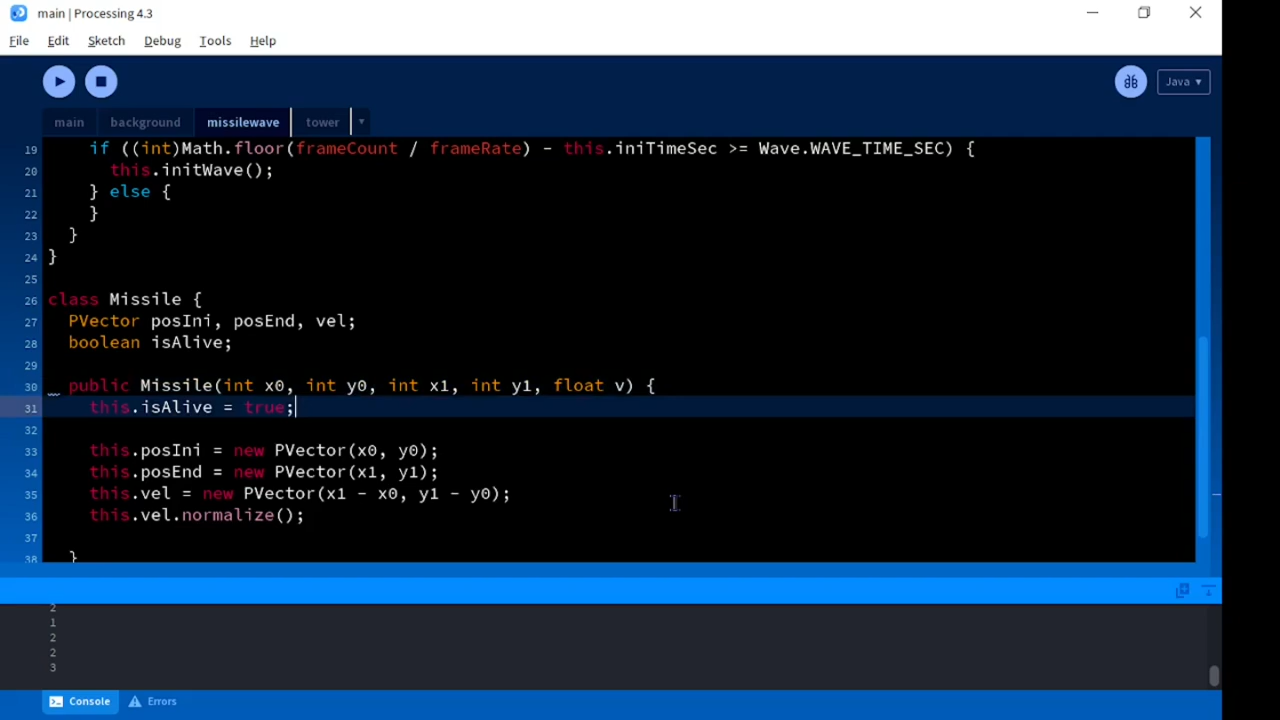 main | Processing 4.3
File Edit Sketch Debug Tools Help
Java ▾
main background missilewave tower ▾
19 if ((int)Math.floor(frameCount / frameRate) - this.iniTimeSec >= Wave.WAVE_TIME_SEC) {
20 this.initWave();
21 } else {
22 }
23 }
24 }
25
26 class Missile {
27 PVector posIni, posEnd, vel;
28 boolean isAlive;
29
30 public Missile(int x0, int y0, int x1, int y1, float v) {
31 this.isAlive = true;
32
33 this.posIni = new PVector(x0, y0);
34 this.posEnd = new PVector(x1, y1);
35 this.vel = new PVector(x1 - x0, y1 - y0);
36 this.vel.normalize();
37
38 }
2
1
2
2
3
Console Errors